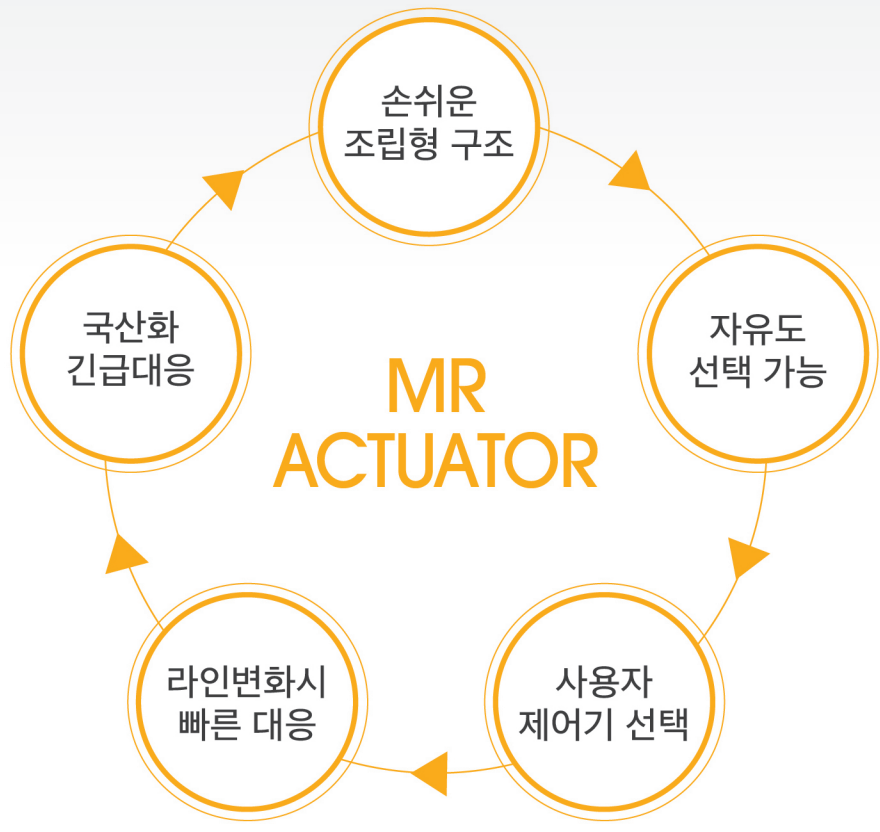 손쉬운
조립형 구조
자유도
선택 가능
사용자
제어기 선택
라인변화시
빠른 대응
국산화
긴급대응
MR
ACTUATOR